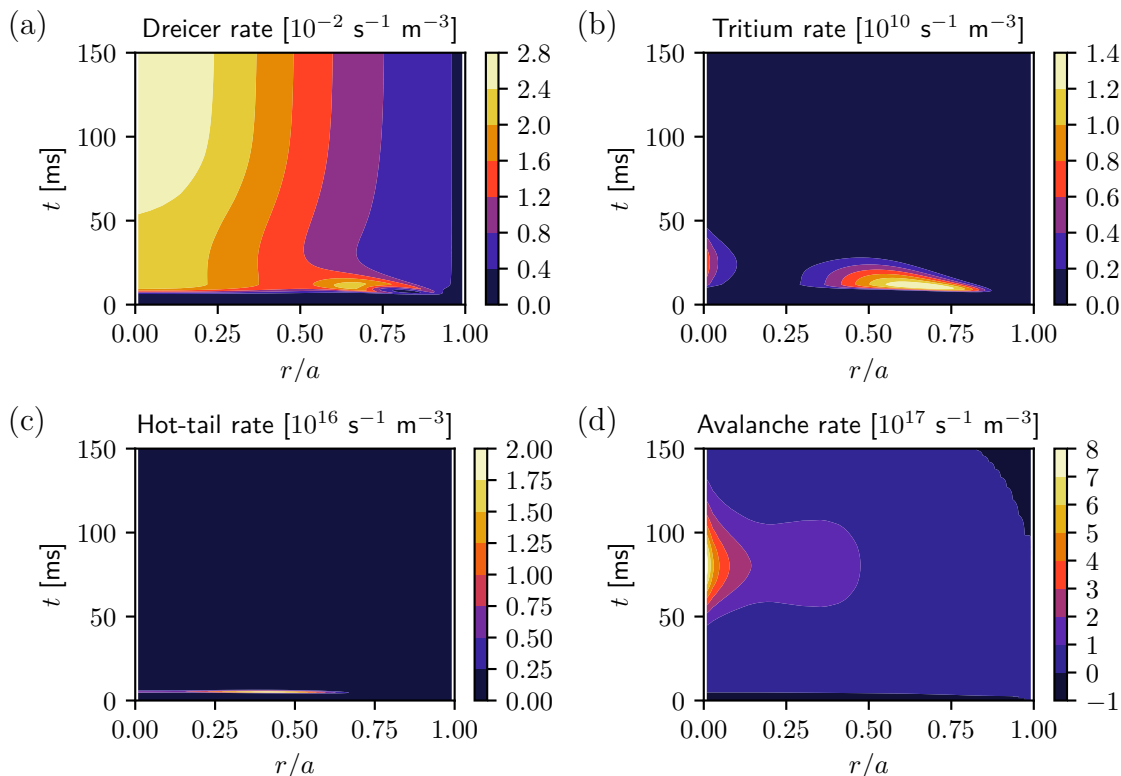 (a)
Dreicer rate [10⁻² s⁻¹ m⁻³]
150
100
50
0
t [ms]
0.00 0.25 0.50 0.75 1.00
r/a
2.8
2.4
2.0
1.6
1.2
0.8
0.4
0.0
(b)
Tritium rate [10¹⁰ s⁻¹ m⁻³]
150
100
50
0
t [ms]
0.00 0.25 0.50 0.75 1.00
r/a
1.4
1.2
1.0
0.8
0.6
0.4
0.2
0.0
(c)
Hot-tail rate [10¹⁶ s⁻¹ m⁻³]
150
100
50
0
t [ms]
0.00 0.25 0.50 0.75 1.00
r/a
2.00
1.75
1.50
1.25
1.00
0.75
0.50
0.25
0.00
(d)
Avalanche rate [10¹⁷ s⁻¹ m⁻³]
150
100
50
0
t [ms]
0.00 0.25 0.50 0.75 1.00
r/a
8
7
6
5
4
3
2
1
0
−1